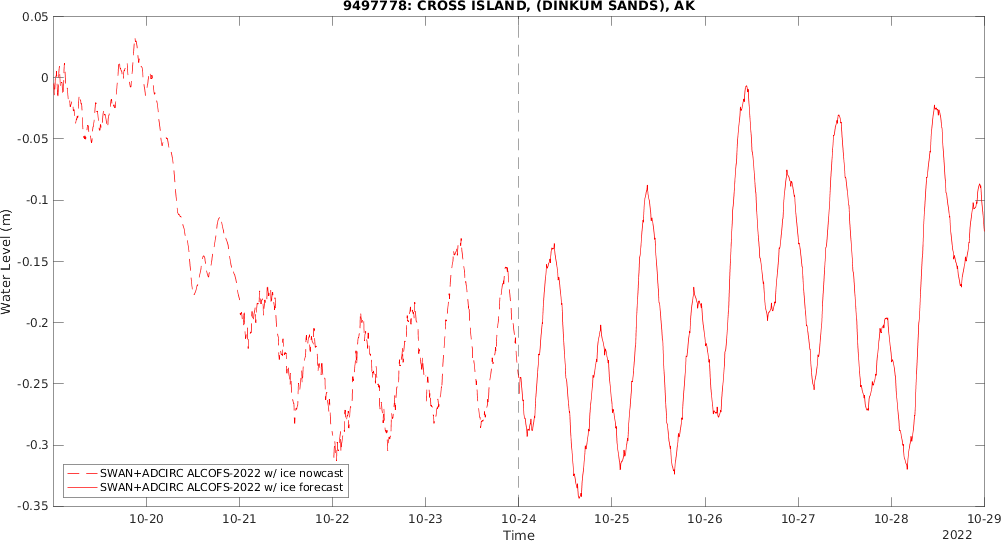 9497778: CROSS ISLAND, (DINKUM SANDS), AK
0.05
0
-0.05
-0.1
-0.15
-0.2
-0.25
-0.3
-0.35
Water Level (m)
SWAN+ADCIRC ALCOFS-2022 w/ ice nowcast
SWAN+ADCIRC ALCOFS-2022 w/ ice forecast
10-20 10-21 10-22 10-23 10-24 10-25 10-26 10-27 10-28 10-29
Time
2022